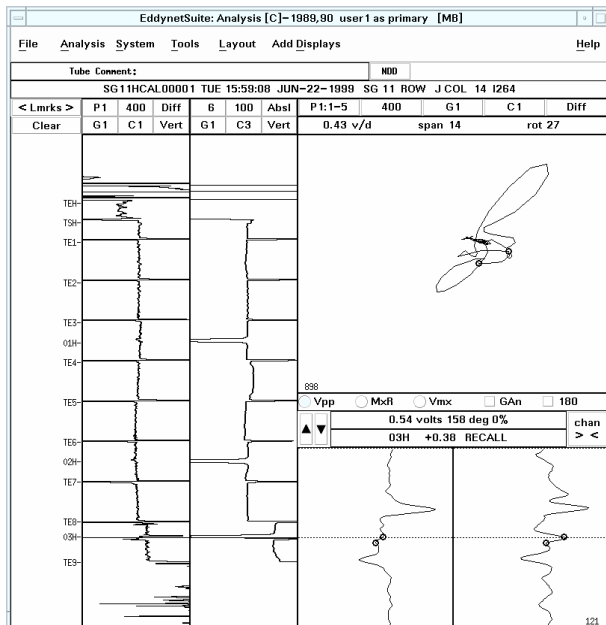 EddynetSuite: Analysis [C]-1989,90 user1 as primary [MB]
File Analysis System Tools Layout Add Displays Help
Tube Comment: NDD
SG11HCAL00001 TUE 15:59:08 JUN-22-1999 SG 11 ROW J COL 14 I264
< Lmrks > P1 400 Diff 6 100 Absl P1:1-5 400 G1 C1 Diff
Clear G1 C1 Vert G1 C3 Vert 0.43 v/d span 14 rot 27
TEH
TSH
TE1
TE2
TE3
01H
TE4
TE5
TE6
02H
TE7
TE8
03H
TE9
898
Vpp MxR Vmx GAn 180
0.54 volts 158 deg 0% chan
03H +0.38 RECALL > <
121